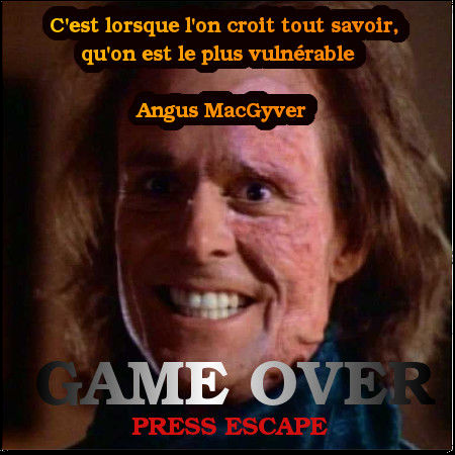 C'est lorsque l'on croit tout savoir,
qu'on est le plus vulnérable
Angus MacGyver
GAME OVER
PRESS ESCAPE